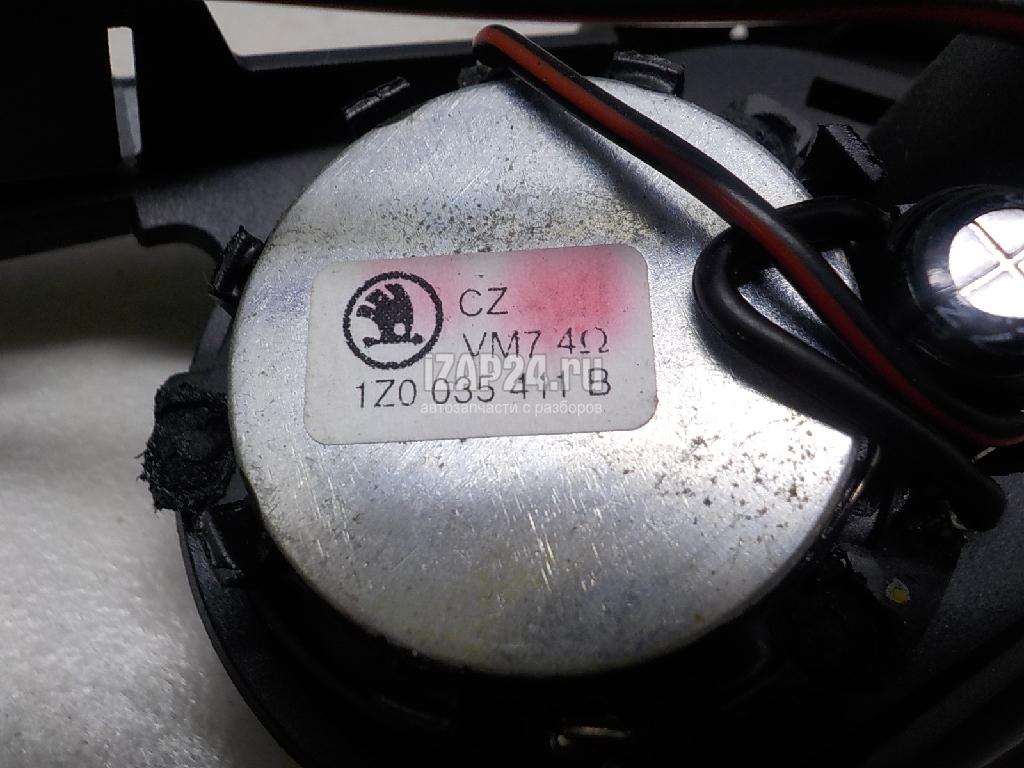 CZ
VM7 4Ω
1Z0 035 411 B
IZAP24.ru
автозапчасти с разборов